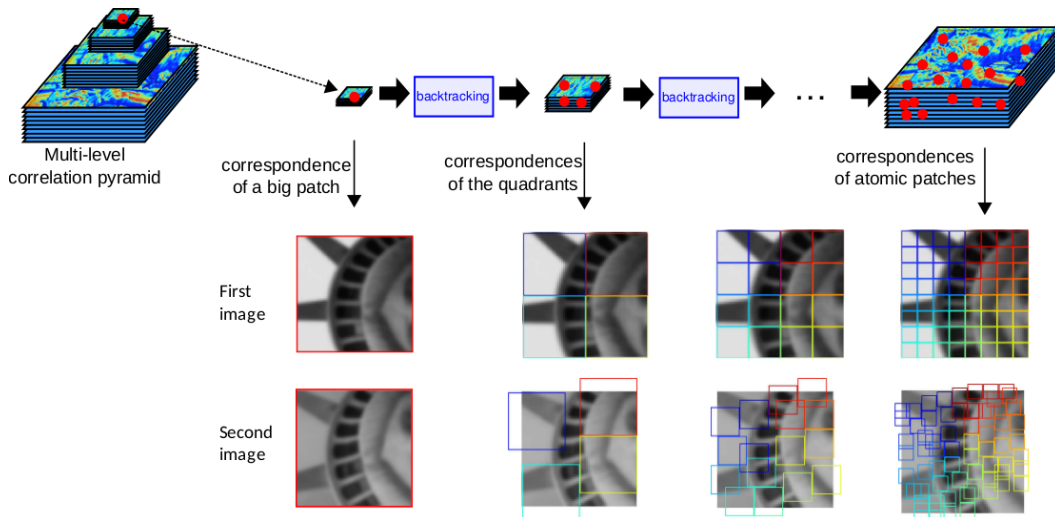 Multi-level
correlation pyramid
backtracking
backtracking
...
correspondence
of a big patch
correspondences
of the quadrants
correspondences
of atomic patches
First
image
Second
image